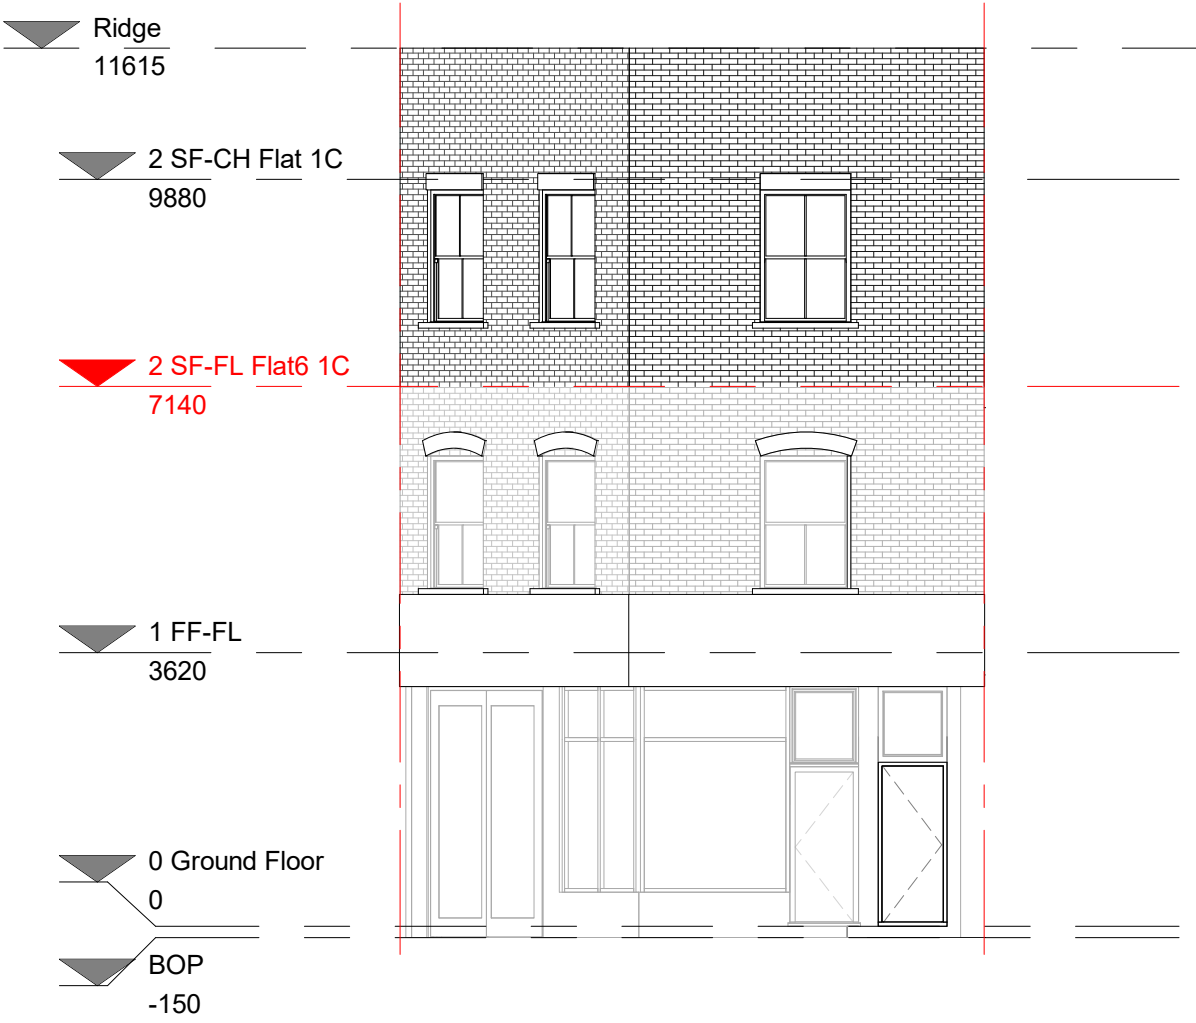 Ridge
11615
2 SF-CH Flat 1C
9880
2 SF-FL Flat6 1C
7140
1 FF-FL
3620
0 Ground Floor
0
BOP
-150